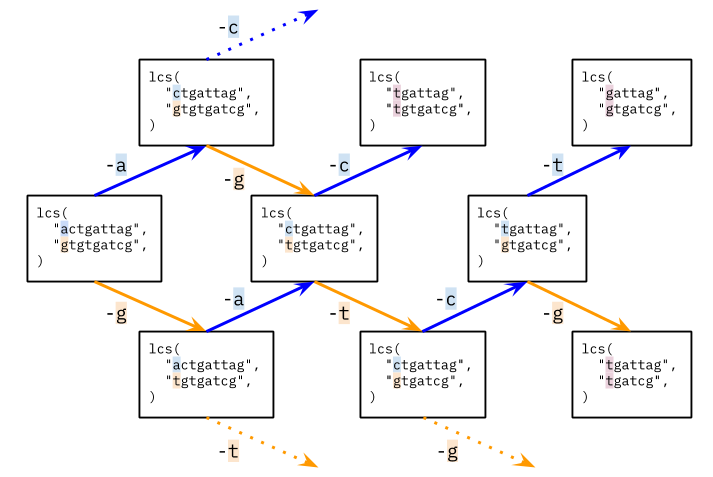 -c
lcs(
"ctgattag",
"gtgtgatcg",
)
lcs(
"tgattag",
"tgtgatcg",
)
lcs(
"gattag",
"gtgatcg",
)
-a
-g
-c
-t
lcs(
"actgattag",
"gtgtgatcg",
)
lcs(
"ctgattag",
"tgtgatcg",
)
lcs(
"tgattag",
"gtgatcg",
)
-g
-a
-t
-c
-g
lcs(
"actgattag",
"tgtgatcg",
)
lcs(
"ctgattag",
"gtgatcg",
)
lcs(
"tgattag",
"tgatcg",
)
-t
-g